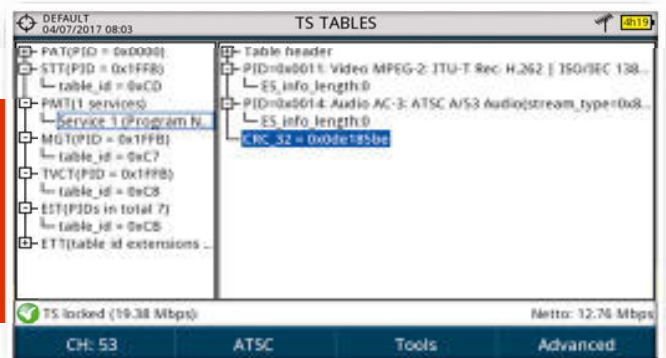 DEFAULT
04/07/2017 08:03
TS TABLES
4h19
PAT(PID = 0x0000)
STT(PID = 0x1FFB)
table_id = 0xCD
PMT(1 services)
Service 1 (Program N...
MGT(PID = 0x1FFB)
table_id = 0xC7
TVCT(PID = 0x1FFB)
table_id = 0xC8
EIT(PIDs in total 7)
table_id = 0xCB
ETT(table id extensions ...
Table header
PID=0x0011: Video MPEG-2: ITU-T Rec. H.262 | ISO/IEC 138...
ES_info_length:0
PID=0x0014: Audio AC-3: ATSC A/53 Audio(stream_type=0x8...
ES_info_length:0
CRC_32 = 0x0de185be
TS locked (19.38 Mbps)
Netto: 12.76 Mbps
CH: 53
ATSC
Tools
Advanced